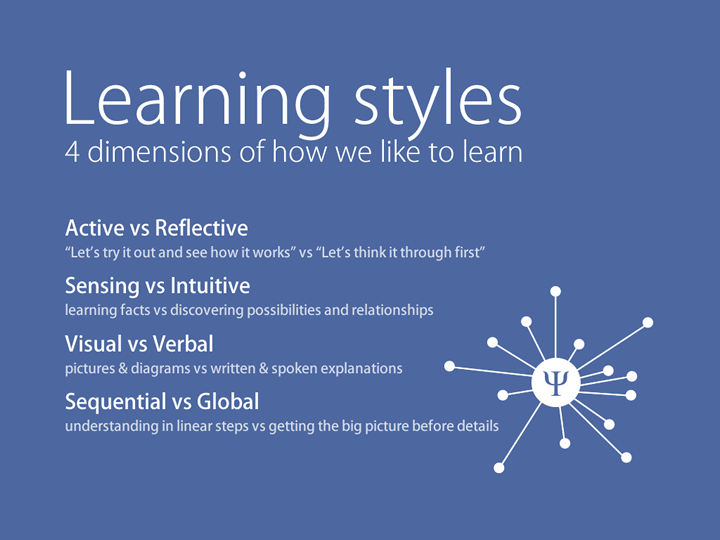 Learning styles
4 dimensions of how we like to learn
Active vs Reflective
“Let’s try it out and see how it works” vs “Let’s think it through first”
Sensing vs Intuitive
learning facts vs discovering possibilities and relationships
Visual vs Verbal
pictures & diagrams vs written & spoken explanations
Sequential vs Global
understanding in linear steps vs getting the big picture before details
Ψ